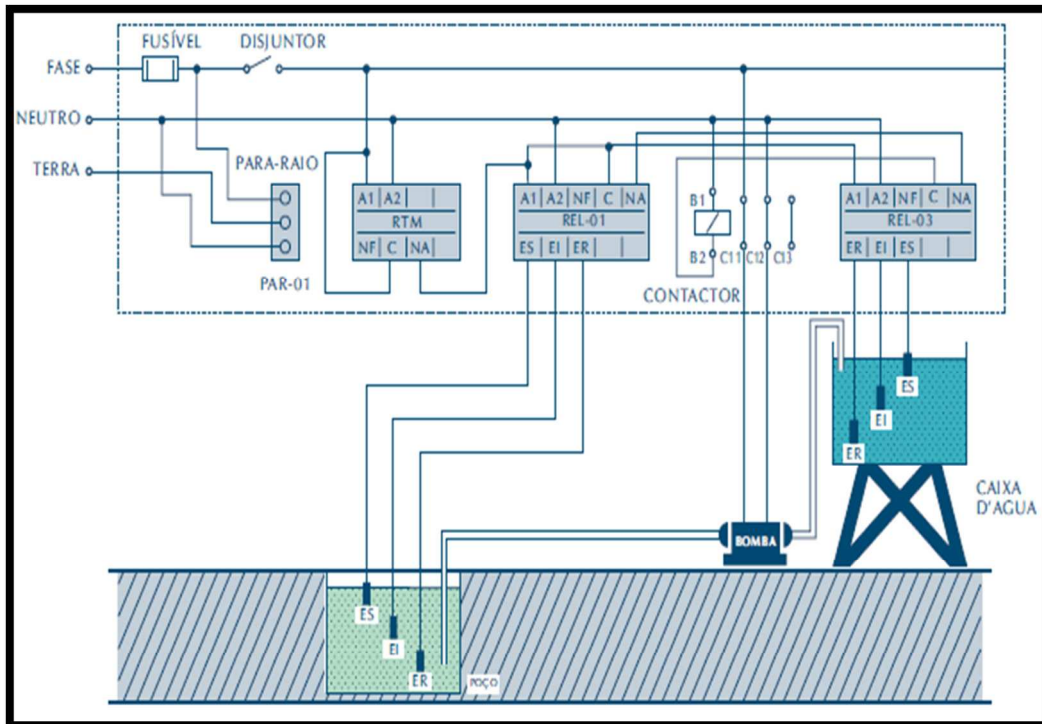 FUSÍVEL DISJUNTOR
FASE
NEUTRO
TERRA
PARA-RAIO
PAR-01
A1 A2
RTM
NF C NA
A1 A2 NF C NA
REL-01
ES EI ER
B1
B2 C11 C12 C13
CONTACTOR
A1 A2 NF C NA
REL-03
ER EI ES
ES
EI
ER
CAIXA
D'AGUA
BOMBA
ES
EI
ER
POÇO